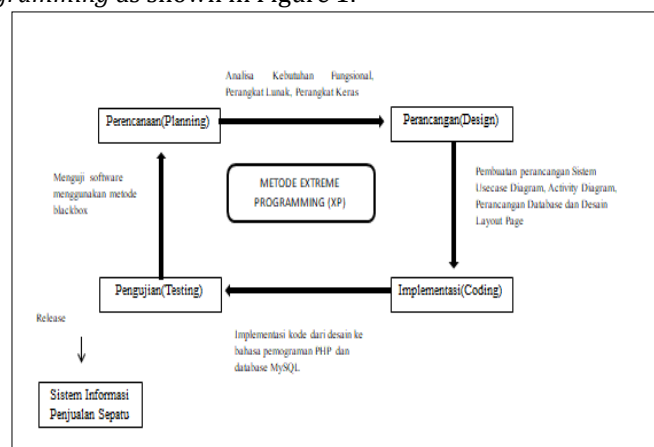 gramming as shown in Figure 1.
Analisa Kebutuhan Fungsional,
Perangkat Lunak, Perangkat Keras
Perencanaan(Planning)
Perancangan(Design)
Menguji software
menggunakan metode
blackbox
METODE EXTREME
PROGRAMMING (XP)
Pembuatan perancangan Sistem
Usecase Diagram, Activity Diagram,
Perancangan Database dan Desain
Layout Page
Pengujian(Testing)
Implementasi(Coding)
Release
Implementasi kode dari desain ke
bahasa pemograman PHP dan
database MySQL
Sistem Informasi
Penjualan Sepatu